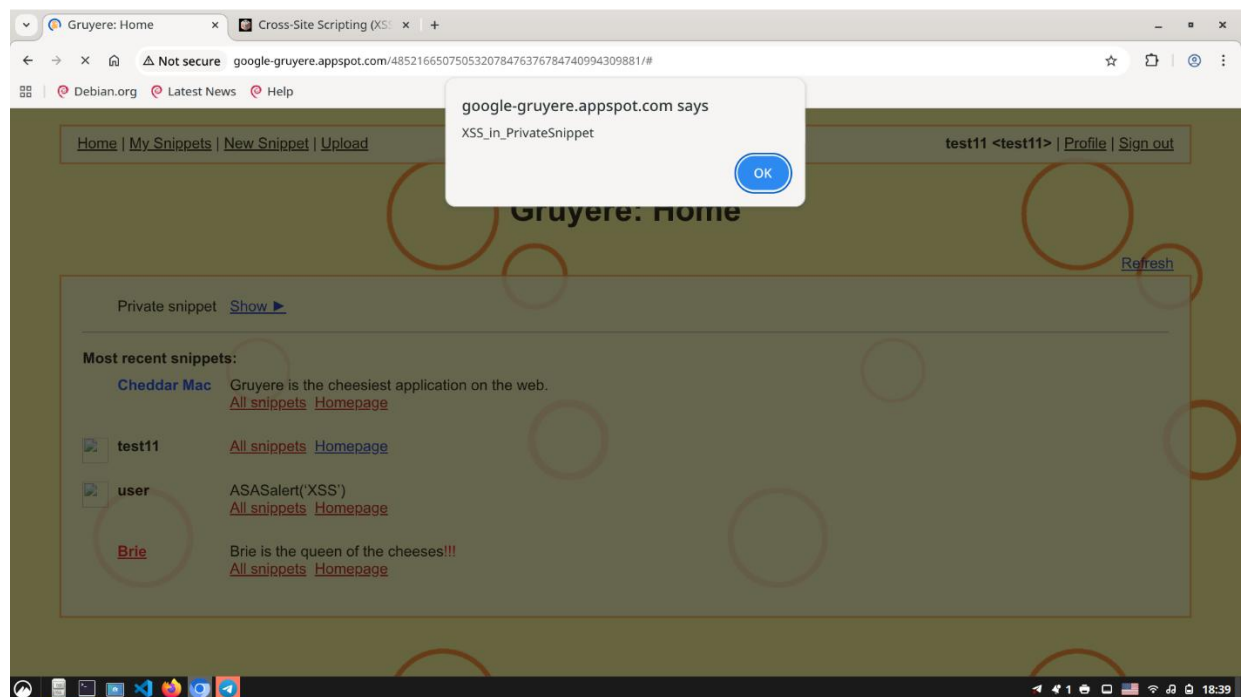 Gruyere: Home
Cross-Site Scripting (XSS
Not secure google-gruyere.appspot.com/485216650750532078476376784740994309881/#
Debian.org Latest News Help
google-gruyere.appspot.com says
XSS_in_PrivateSnippet
OK
Home | My Snippets | New Snippet | Upload
test11 <test11> | Profile | Sign out
Gruyere: Home
Refresh
Private snippet Show ►
Most recent snippets:
Cheddar Mac Gruyere is the cheesiest application on the web.
All snippets Homepage
test11 All snippets Homepage
user ASASalert('XSS')
All snippets Homepage
Brie Brie is the queen of the cheeses!!!
All snippets Homepage
1 18:39